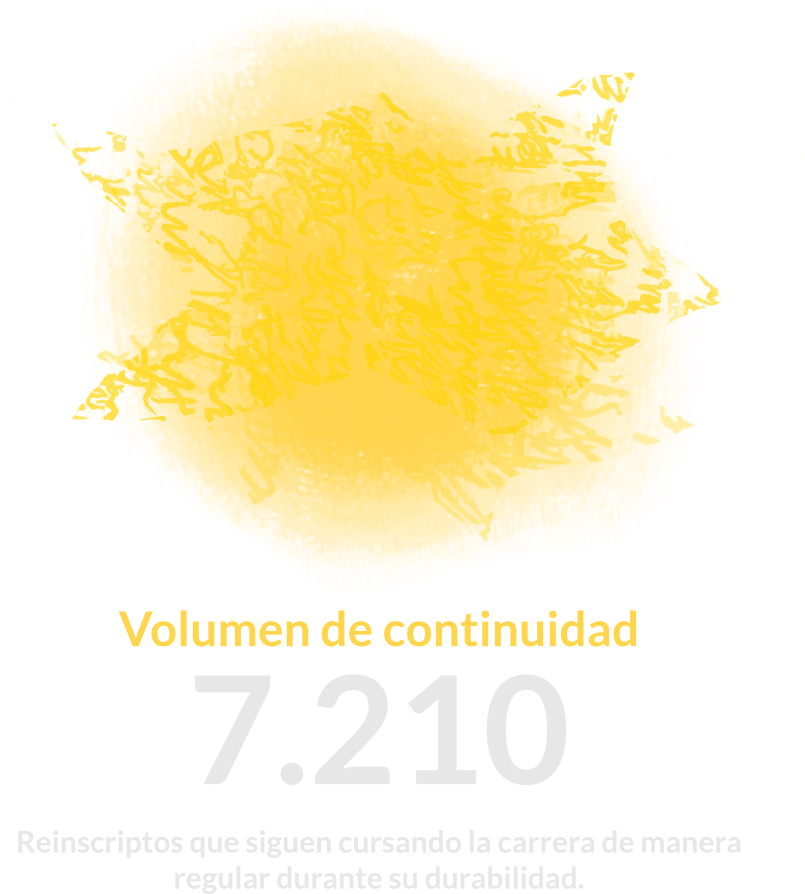 Volumen de continuidad
7.210
Reinscriptos que siguen cursando la carrera de manera
regular durante su durabilidad.